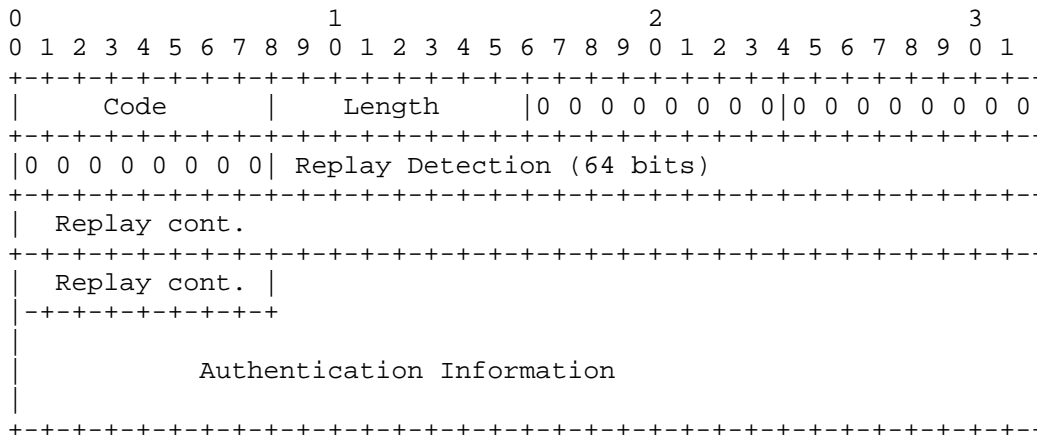 0                   1                   2                   3
0 1 2 3 4 5 6 7 8 9 0 1 2 3 4 5 6 7 8 9 0 1 2 3 4 5 6 7 8 9 0 1
+-+-+-+-+-+-+-+-+-+-+-+-+-+-+-+-+-+-+-+-+-+-+-+-+-+-+-+-+-+-+-+-
|     Code      |    Length     |0 0 0 0 0 0 0 0|0 0 0 0 0 0 0 0
+-+-+-+-+-+-+-+-+-+-+-+-+-+-+-+-+-+-+-+-+-+-+-+-+-+-+-+-+-+-+-+-
|0 0 0 0 0 0 0 0| Replay Detection (64 bits)
+-+-+-+-+-+-+-+-+-+-+-+-+-+-+-+-+-+-+-+-+-+-+-+-+-+-+-+-+-+-+-+-
|  Replay cont.
+-+-+-+-+-+-+-+-+-+-+-+-+-+-+-+-+-+-+-+-+-+-+-+-+-+-+-+-+-+-+-+-
|  Replay cont. |
|-+-+-+-+-+-+-+-+
|
|           Authentication Information
|
+-+-+-+-+-+-+-+-+-+-+-+-+-+-+-+-+-+-+-+-+-+-+-+-+-+-+-+-+-+-+-+-